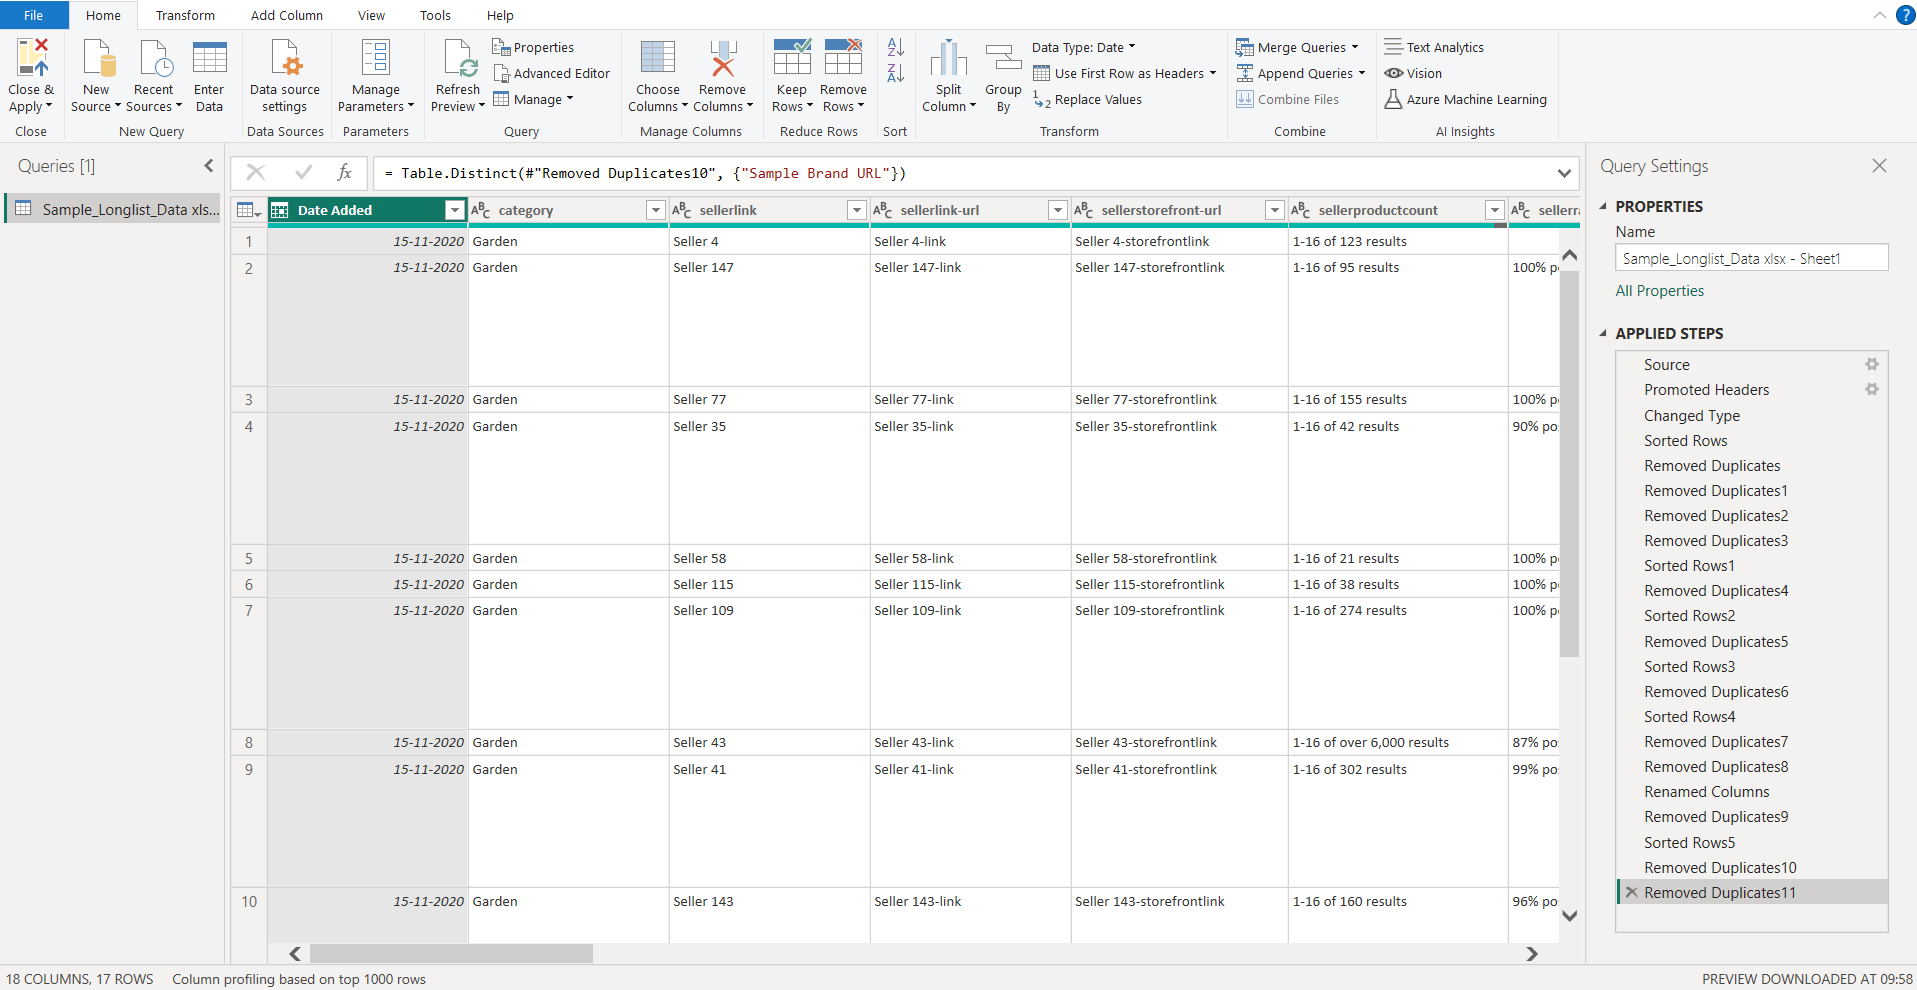 File Home Transform Add Column View Tools Help ?
Close & Apply
New Source
Recent Sources
Enter Data
Data source settings
Manage Parameters
Refresh Preview
Properties
Advanced Editor
Manage
Choose Columns
Remove Columns
Keep Rows
Remove Rows
Split Column
Group By
Data Type: Date
Use First Row as Headers
Replace Values
Merge Queries
Append Queries
Combine Files
Text Analytics
Vision
Azure Machine Learning
Close New Query Data Sources Parameters Query Manage Columns Reduce Rows Sort Transform Combine AI Insights
Queries [1]
Sample_Longlist_Data xls...
fx = Table.Distinct(#"Removed Duplicates10", {"Sample Brand URL"})
Date Added ABC category ABC sellerlink ABC sellerlink-url ABC sellerstorefront-url ABC sellerproductcount ABC sellerra
1 15-11-2020 Garden Seller 4 Seller 4-link Seller 4-storefrontlink 1-16 of 123 results
2 15-11-2020 Garden Seller 147 Seller 147-link Seller 147-storefrontlink 1-16 of 95 results 100% p
3 15-11-2020 Garden Seller 77 Seller 77-link Seller 77-storefrontlink 1-16 of 155 results 100% p
4 15-11-2020 Garden Seller 35 Seller 35-link Seller 35-storefrontlink 1-16 of 42 results 90% po
5 15-11-2020 Garden Seller 58 Seller 58-link Seller 58-storefrontlink 1-16 of 21 results 100% p
6 15-11-2020 Garden Seller 115 Seller 115-link Seller 115-storefrontlink 1-16 of 38 results 100% p
7 15-11-2020 Garden Seller 109 Seller 109-link Seller 109-storefrontlink 1-16 of 274 results 100% p
8 15-11-2020 Garden Seller 43 Seller 43-link Seller 43-storefrontlink 1-16 of over 6,000 results 87% po
9 15-11-2020 Garden Seller 41 Seller 41-link Seller 41-storefrontlink 1-16 of 302 results 99% po
10 15-11-2020 Garden Seller 143 Seller 143-link Seller 143-storefrontlink 1-16 of 160 results 96% po
Query Settings
PROPERTIES
Name
Sample_Longlist_Data xlsx - Sheet1
All Properties
APPLIED STEPS
Source
Promoted Headers
Changed Type
Sorted Rows
Removed Duplicates
Removed Duplicates1
Removed Duplicates2
Removed Duplicates3
Sorted Rows1
Removed Duplicates4
Sorted Rows2
Removed Duplicates5
Sorted Rows3
Removed Duplicates6
Sorted Rows4
Removed Duplicates7
Removed Duplicates8
Renamed Columns
Removed Duplicates9
Sorted Rows5
Removed Duplicates10
Removed Duplicates11
18 COLUMNS, 17 ROWS Column profiling based on top 1000 rows PREVIEW DOWNLOADED AT 09:58